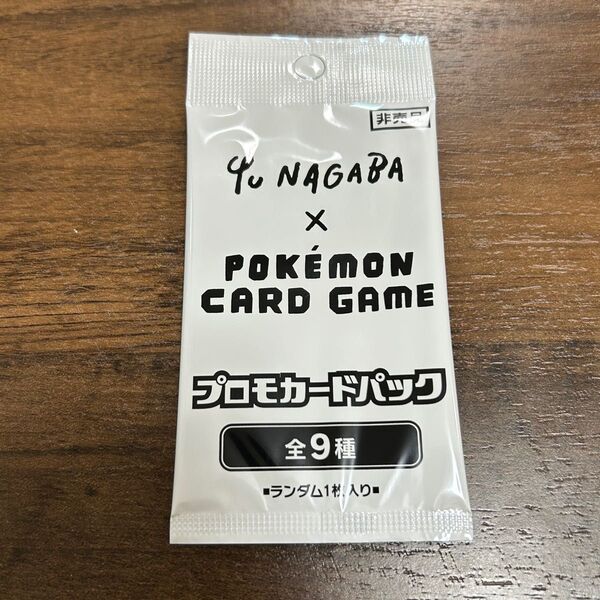 非売品
Yu NAGABA
×
POKÉMON
CARD GAME
プロモカードパック
全9種
■ランダム1枚入り■